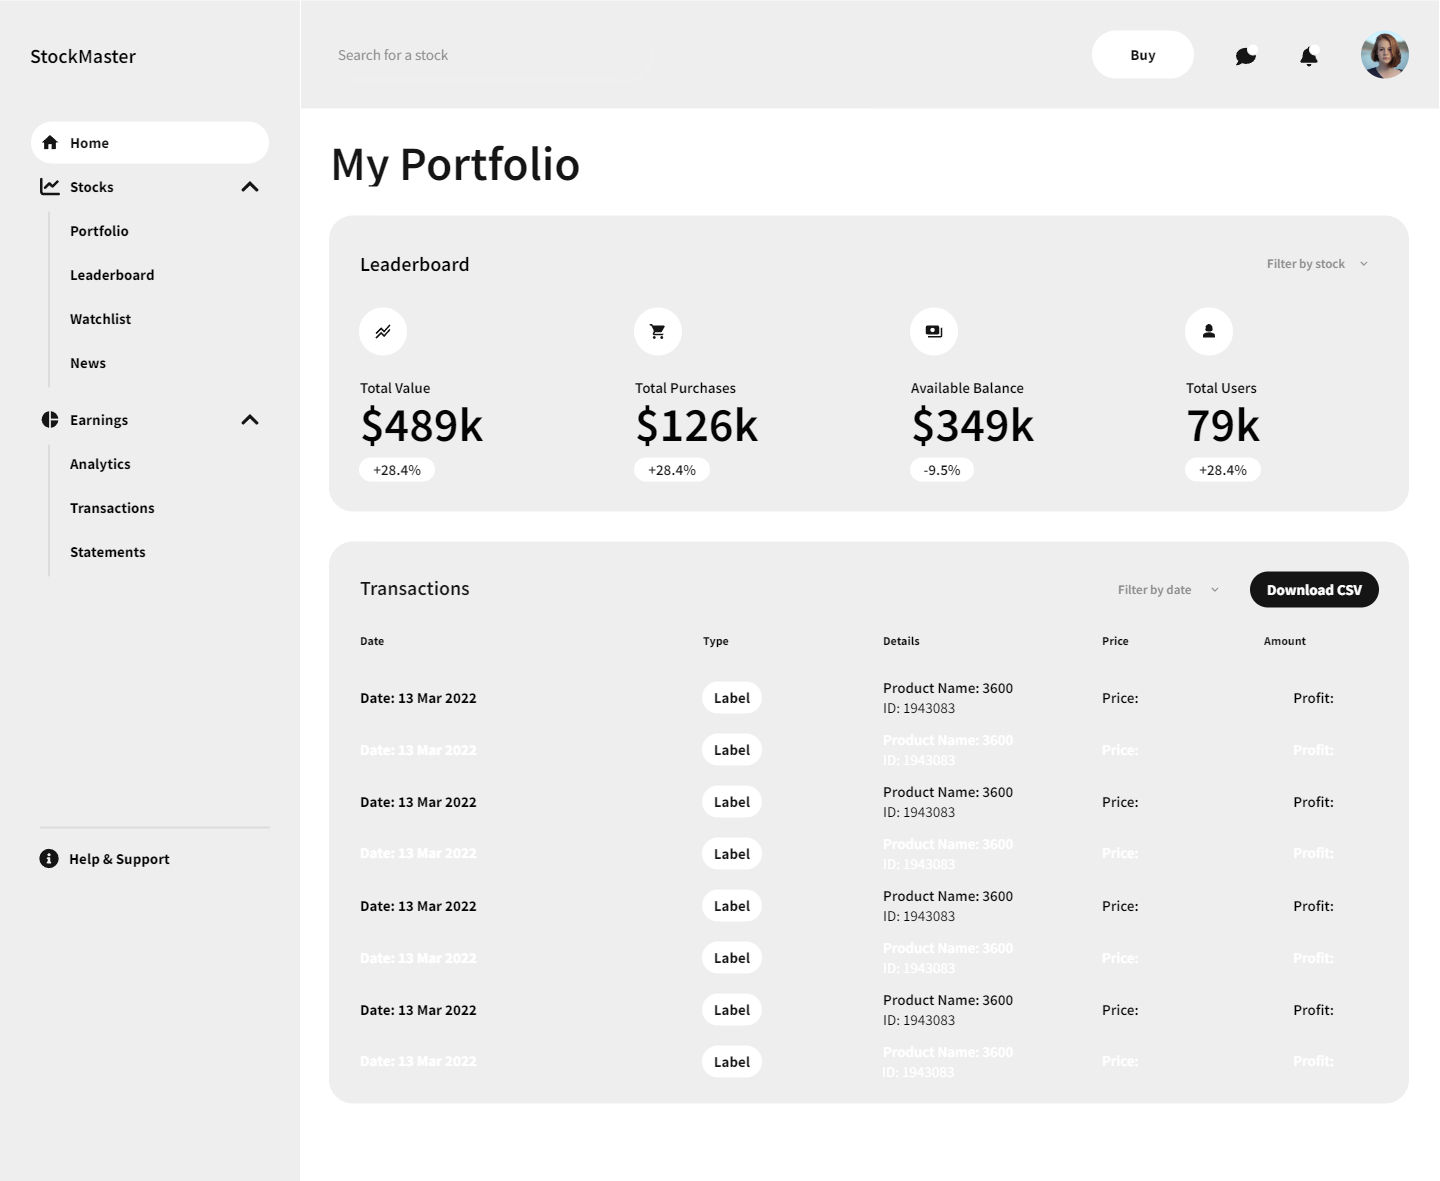 StockMaster
Search for a stock
Buy
Home
Stocks
Portfolio
Leaderboard
Watchlist
News
Earnings
Analytics
Transactions
Statements
Help & Support
My Portfolio
Leaderboard
Filter by stock
Total Value
$489k
+28.4%
Total Purchases
$126k
+28.4%
Available Balance
$349k
-9.5%
Total Users
79k
+28.4%
Transactions
Filter by date
Download CSV
Date Type Details Price Amount
Date: 13 Mar 2022 Label Product Name: 3600 Price: Profit:
ID: 1943083
Date: 13 Mar 2022 Label Product Name: 3600 Price: Profit:
ID: 1943083
Date: 13 Mar 2022 Label Product Name: 3600 Price: Profit:
ID: 1943083
Date: 13 Mar 2022 Label Product Name: 3600 Price: Profit:
ID: 1943083
Date: 13 Mar 2022 Label Product Name: 3600 Price: Profit:
ID: 1943083
Date: 13 Mar 2022 Label Product Name: 3600 Price: Profit:
ID: 1943083
Date: 13 Mar 2022 Label Product Name: 3600 Price: Profit:
ID: 1943083
Date: 13 Mar 2022 Label Product Name: 3600 Price: Profit:
ID: 1943083